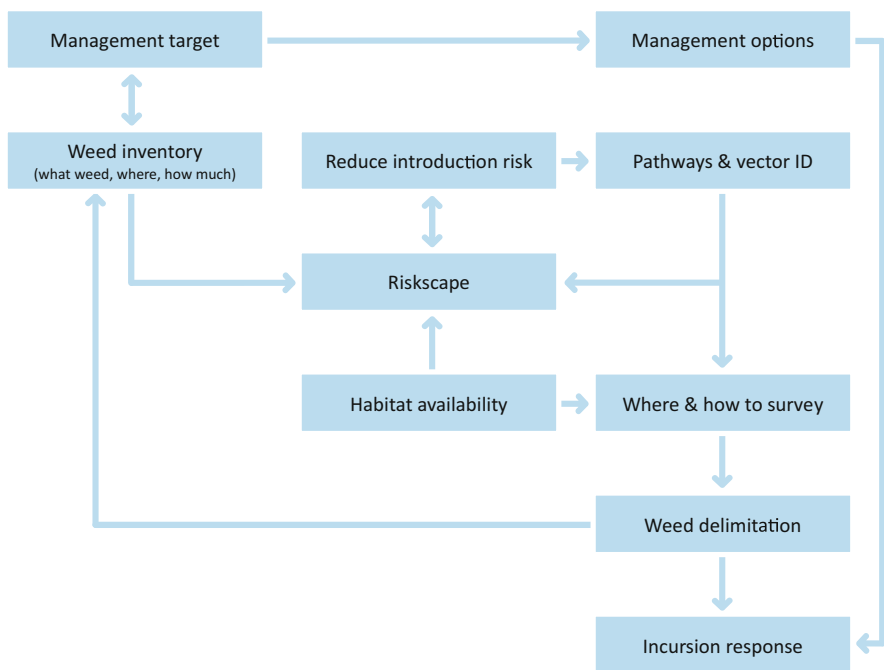 Management target
Management options
Weed inventory
(what weed, where, how much)
Reduce introduction risk
Pathways & vector ID
Riskscape
Habitat availability
Where & how to survey
Weed delimitation
Incursion response